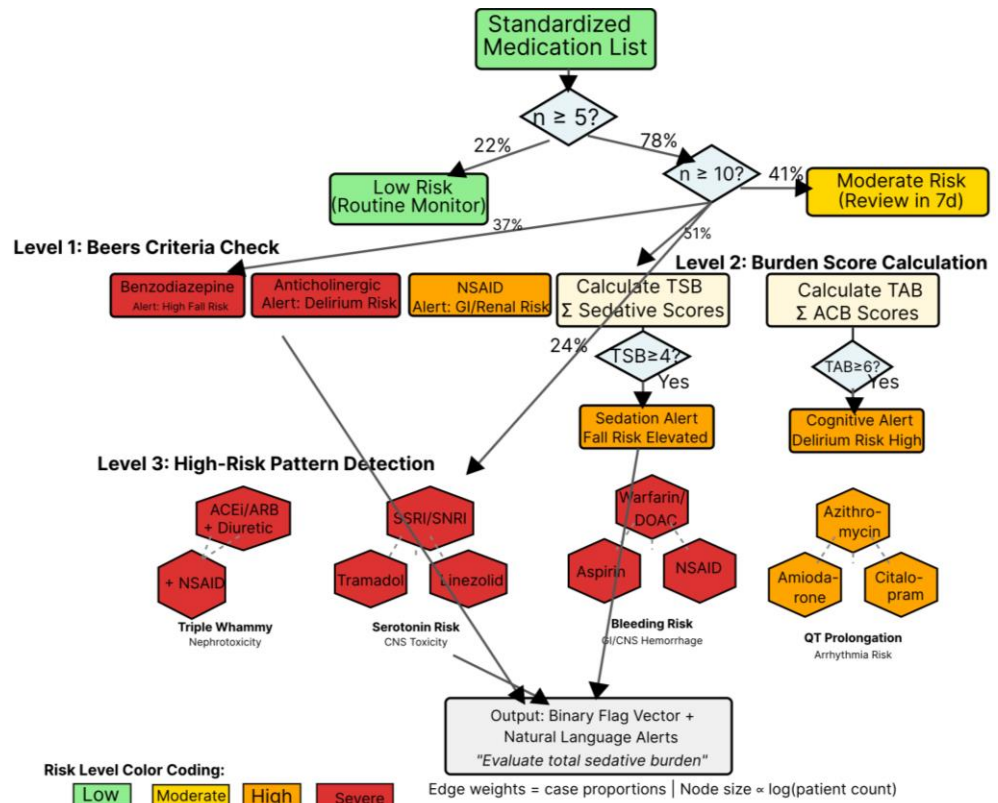 Standardized
Medication List
n ≥ 5?
22%
78%
n ≥ 10?
41%
Low Risk
(Routine Monitor)
Moderate Risk
(Review in 7d)
37%
51%
Level 1: Beers Criteria Check
Level 2: Burden Score Calculation
Benzodiazepine
Alert: High Fall Risk
Anticholinergic
Alert: Delirium Risk
NSAID
Alert: GI/Renal Risk
Calculate TSB
Σ Sedative Scores
Calculate TAB
Σ ACB Scores
24%
TSB≥4?
Yes
TAB≥6?
Yes
Sedation Alert
Fall Risk Elevated
Cognitive Alert
Delirium Risk High
Level 3: High-Risk Pattern Detection
ACEi/ARB
+ Diuretic
+ NSAID
Triple Whammy
Nephrotoxicity
SSRI/SNRI
Tramadol
Linezolid
Serotonin Risk
CNS Toxicity
Warfarin/
DOAC
Aspirin
NSAID
Bleeding Risk
GI/CNS Hemorrhage
Azithro-
mycin
Amioda-
rone
Citalo-
pram
QT Prolongation
Arrhythmia Risk
Output: Binary Flag Vector +
Natural Language Alerts
"Evaluate total sedative burden"
Risk Level Color Coding:
Low
Moderate
High
Severe
Edge weights = case proportions | Node size ∝ log(patient count)